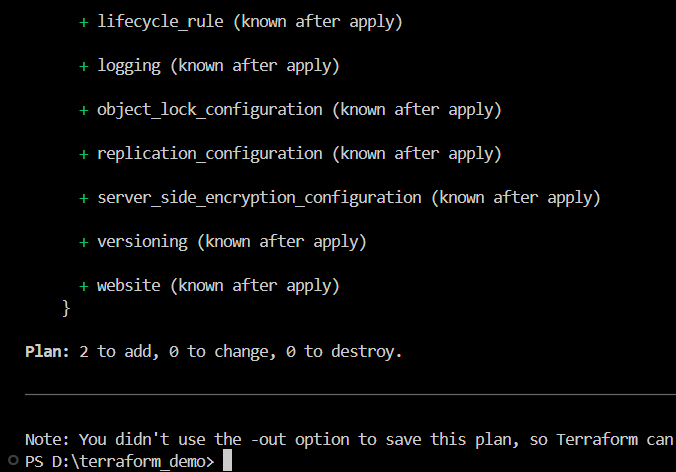 + lifecycle_rule (known after apply)
+ logging (known after apply)
+ object_lock_configuration (known after apply)
+ replication_configuration (known after apply)
+ server_side_encryption_configuration (known after apply)
+ versioning (known after apply)
+ website (known after apply)
}
Plan: 2 to add, 0 to change, 0 to destroy.
Note: You didn't use the -out option to save this plan, so Terraform can
PS D:\terraform_demo>